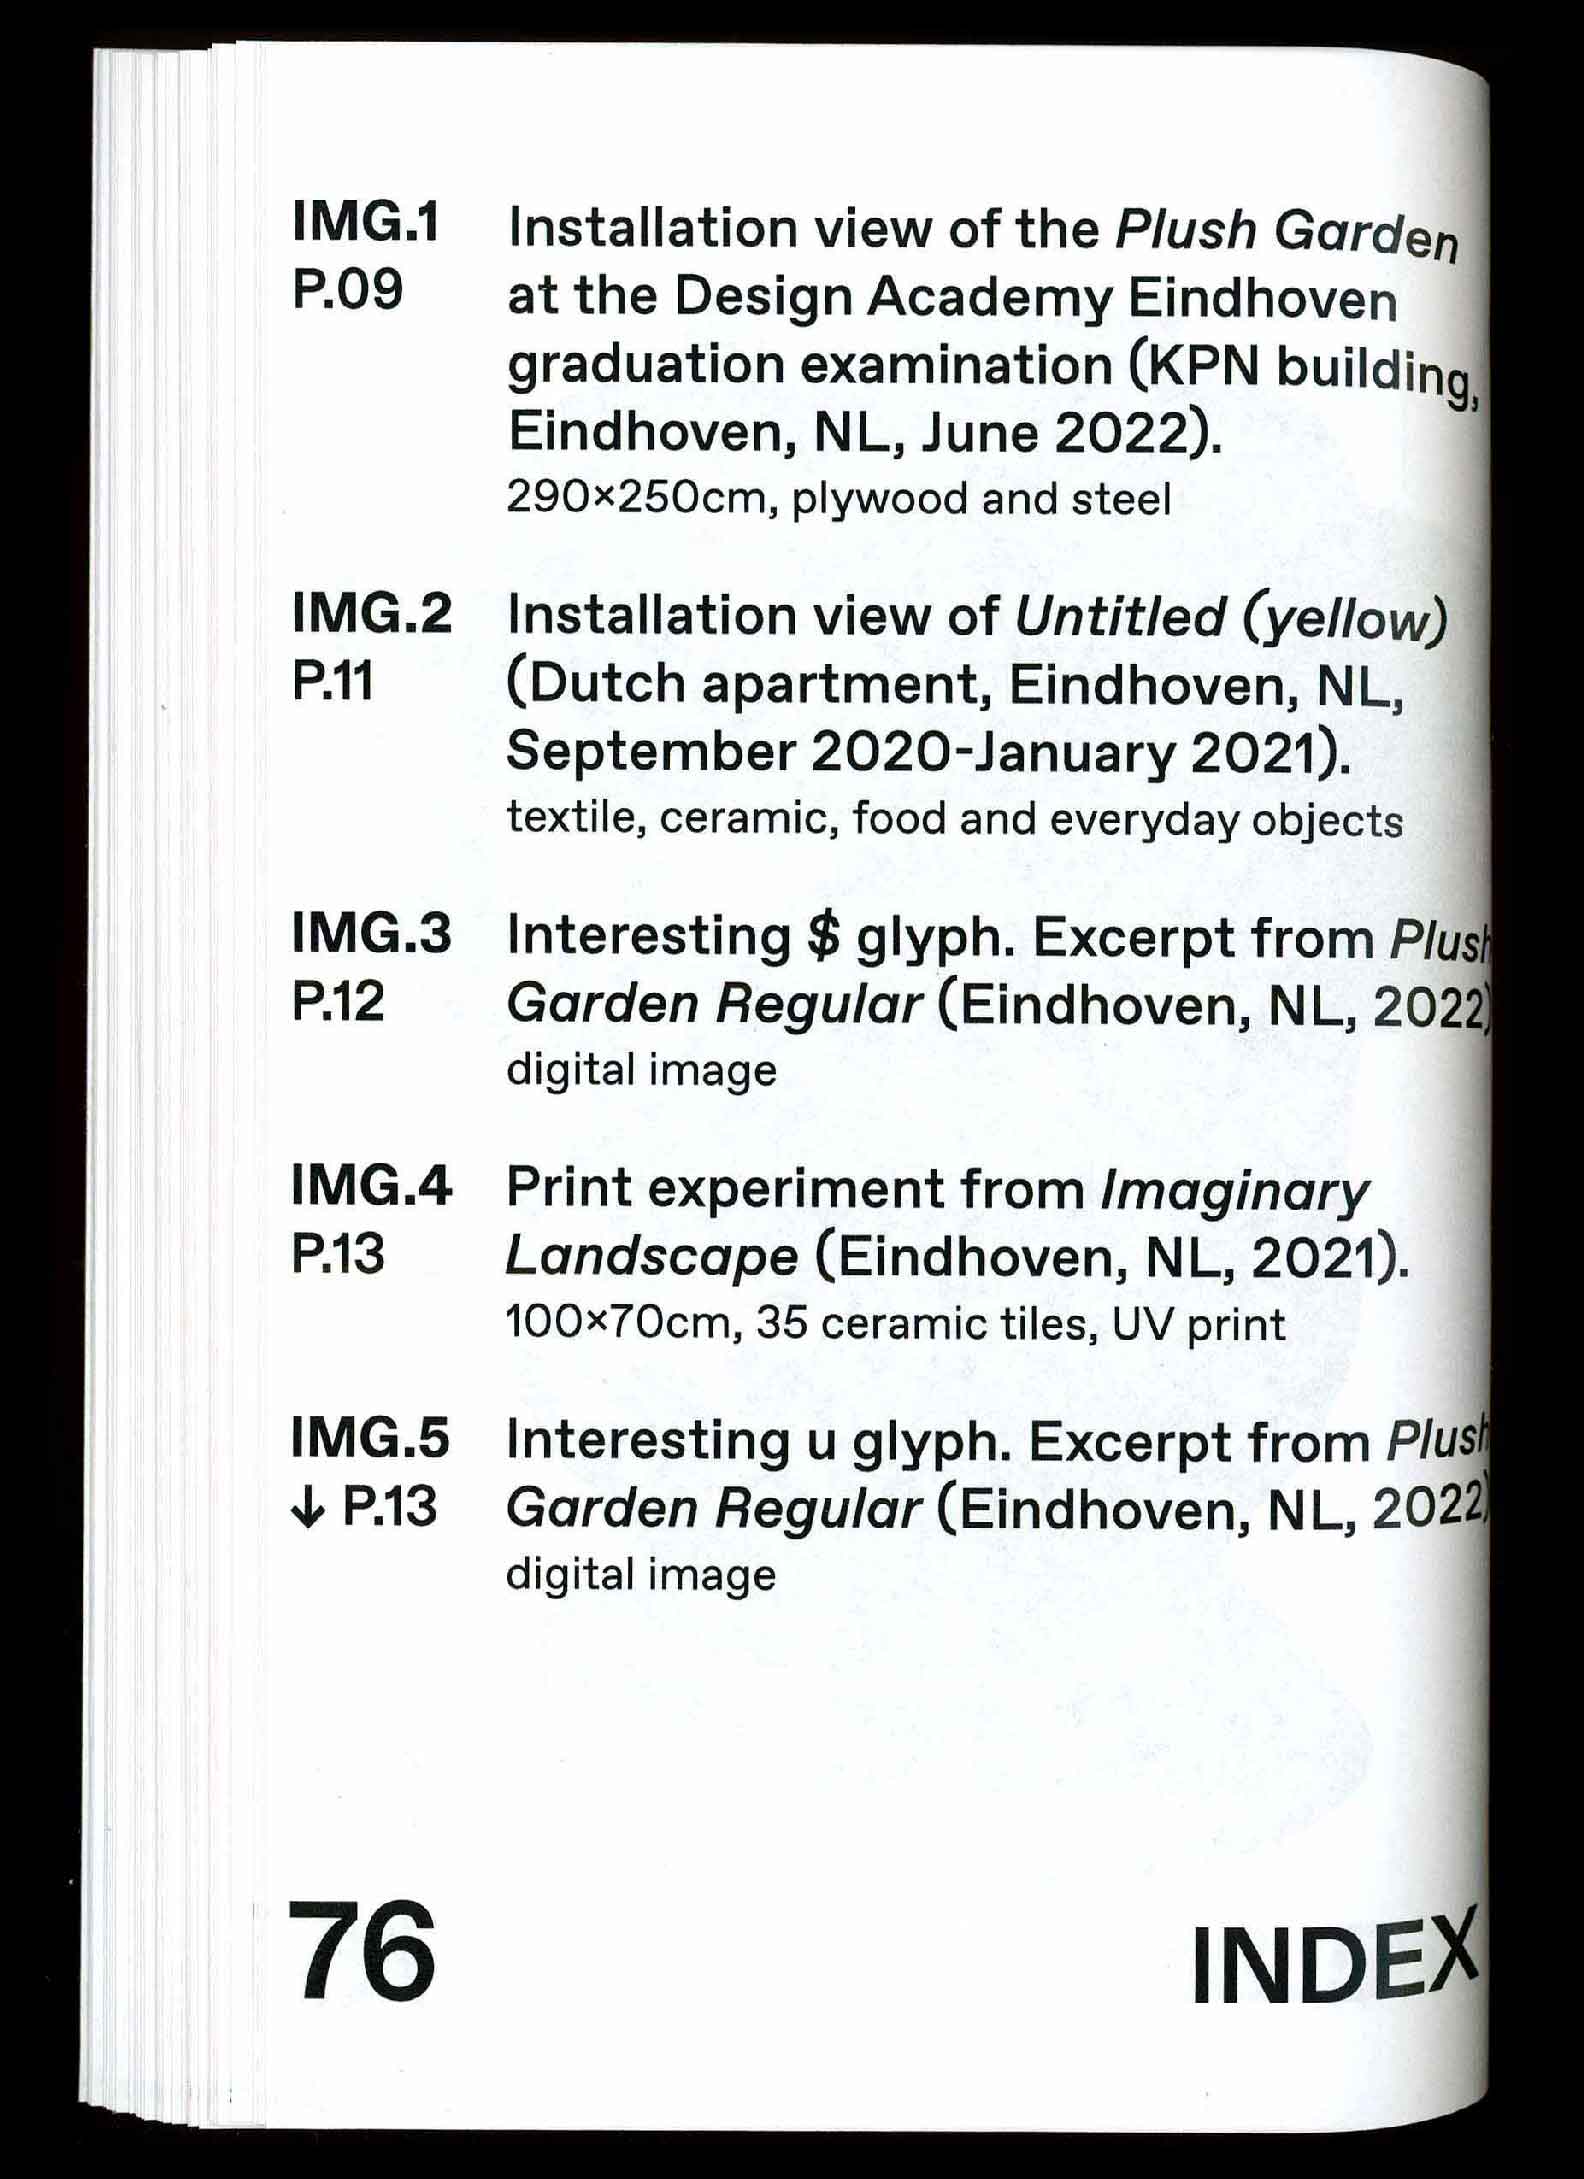 IMG.1 Installation view of the Plush Garden
P.09 at the Design Academy Eindhoven
graduation examination (KPN building,
Eindhoven, NL, June 2022).
290×250cm, plywood and steel
IMG.2 Installation view of Untitled (yellow)
P.11 (Dutch apartment, Eindhoven, NL,
September 2020-January 2021).
textile, ceramic, food and everyday objects
IMG.3 Interesting $ glyph. Excerpt from Plush
P.12 Garden Regular (Eindhoven, NL, 2022)
digital image
IMG.4 Print experiment from Imaginary
P.13 Landscape (Eindhoven, NL, 2021).
100×70cm, 35 ceramic tiles, UV print
IMG.5 Interesting u glyph. Excerpt from Plush
↓ P.13 Garden Regular (Eindhoven, NL, 2022)
digital image
76 INDEX